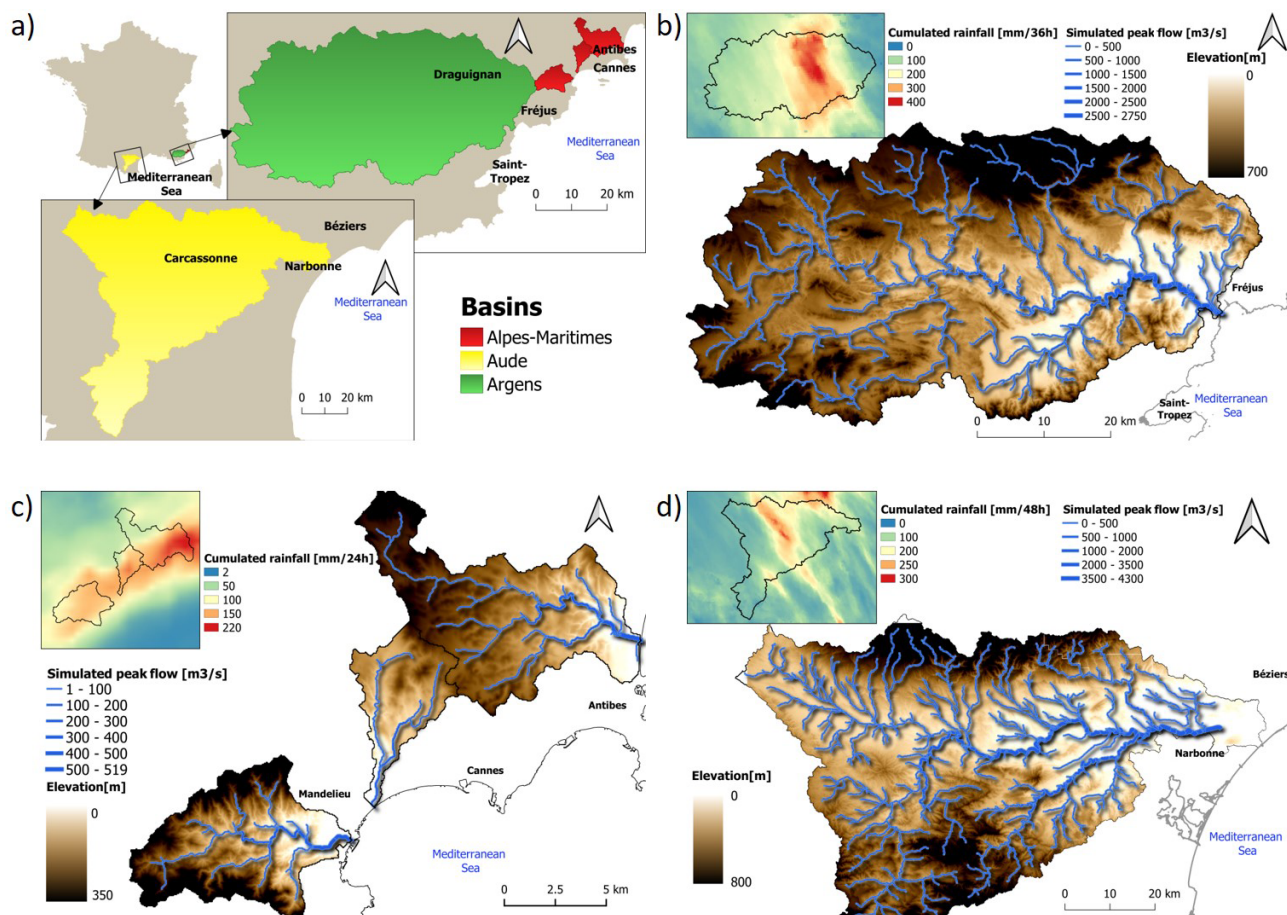 a)
Antibes
Cannes
Draguignan
Fréjus
Mediterranean
Sea
Saint-
Tropez
0 10 20 km
Mediterranean
Sea
Béziers
Carcassonne
Narbonne
Mediterranean
Sea
0 10 20 km
Basins
Alpes-Maritimes
Aude
Argens
b)
Cumulated rainfall [mm/36h]
0
100
200
300
400
Simulated peak flow [m3/s]
0 - 500
500 - 1000
1000 - 1500
1500 - 2000
2000 - 2500
2500 - 2750
Elevation[m]
0
700
Fréjus
Saint-
Tropez
Mediterranean
Sea
0 10 20 km
c)
Cumulated rainfall [mm/24h]
2
50
100
150
220
Simulated peak flow [m3/s]
1 - 100
100 - 200
200 - 300
300 - 400
400 - 500
500 - 519
Elevation[m]
0
350
Antibes
Cannes
Mandelieu
Mediterranean
Sea
0 2.5 5 km
d)
Cumulated rainfall [mm/48h]
0
100
200
250
300
Simulated peak flow [m3/s]
0 - 500
500 - 1000
1000 - 2000
2000 - 3500
3500 - 4300
Béziers
Narbonne
Elevation[m]
0
800
Mediterranean
Sea
0 10 20 km